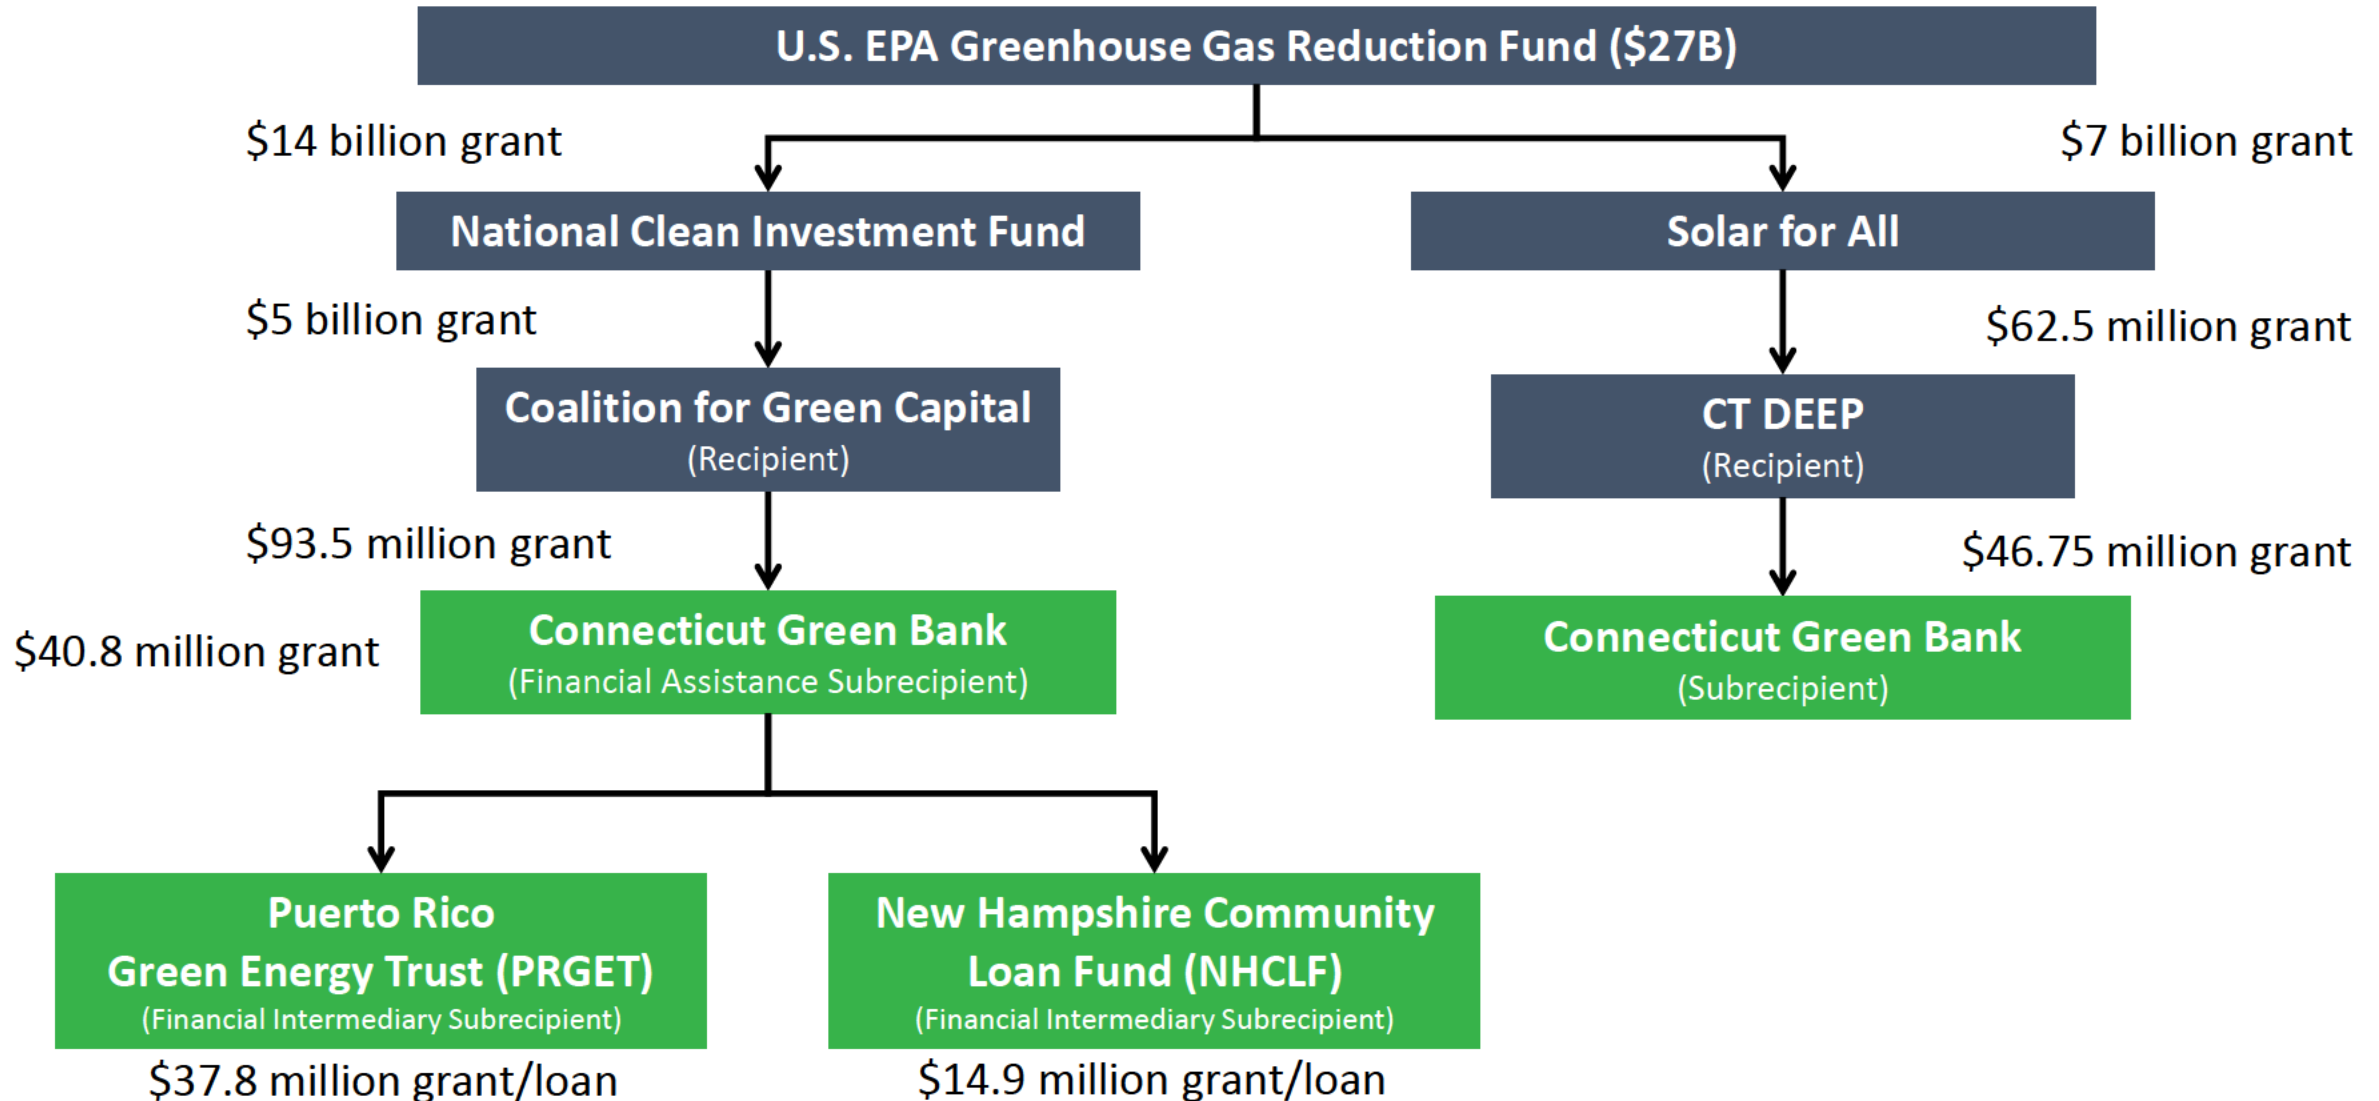 U.S. EPA Greenhouse Gas Reduction Fund ($27B)
$14 billion grant
$7 billion grant
National Clean Investment Fund
Solar for All
$5 billion grant
$62.5 million grant
Coalition for Green Capital
(Recipient)
CT DEEP
(Recipient)
$93.5 million grant
$46.75 million grant
$40.8 million grant
Connecticut Green Bank
(Financial Assistance Subrecipient)
Connecticut Green Bank
(Subrecipient)
Puerto Rico
Green Energy Trust (PRGET)
(Financial Intermediary Subrecipient)
$37.8 million grant/loan
New Hampshire Community
Loan Fund (NHCLF)
(Financial Intermediary Subrecipient)
$14.9 million grant/loan